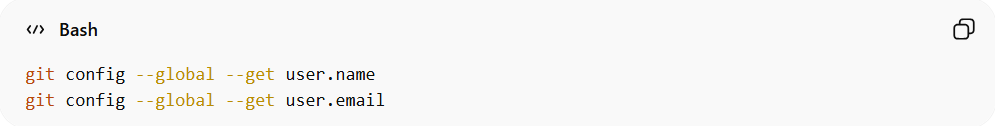 Bash
git config --global --get user.name
git config --global --get user.email